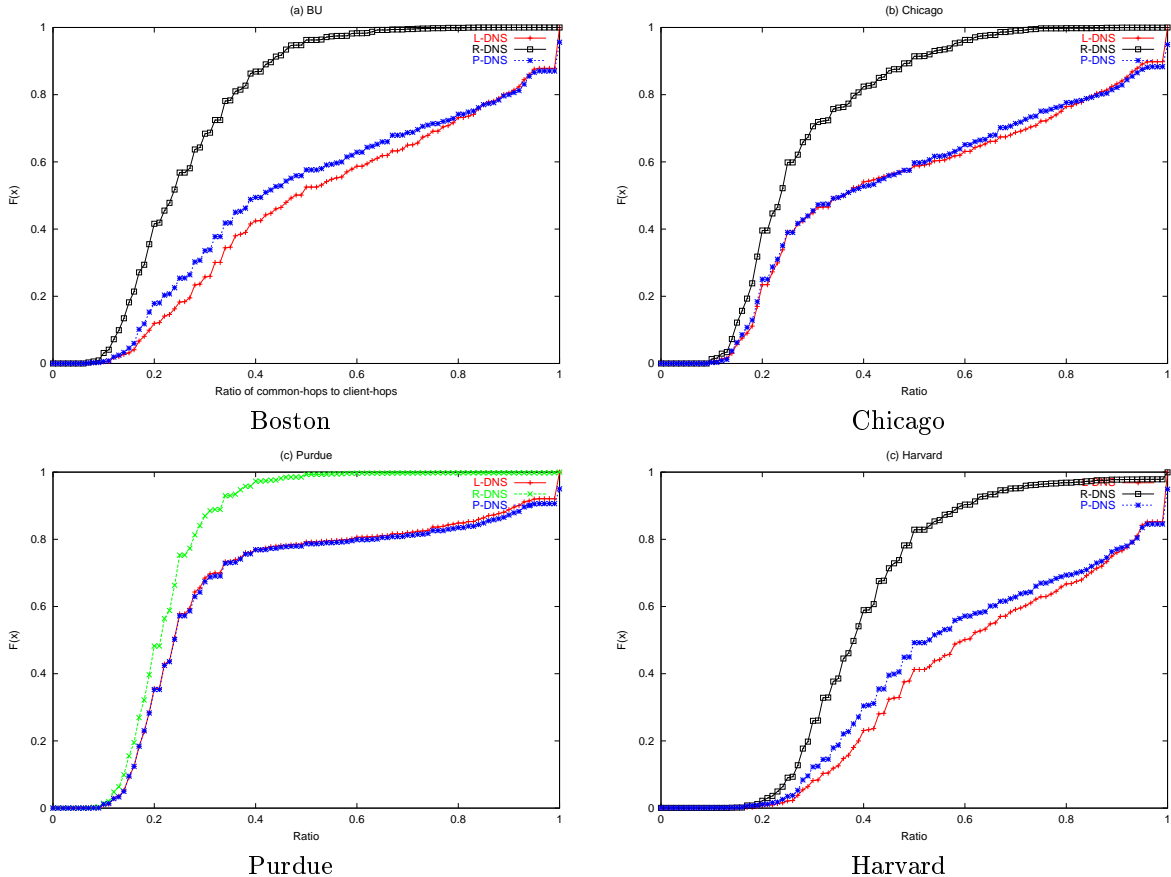 (a) BU
F(x)
1
0.8
0.6
0.4
0.2
0
0 0.2 0.4 0.6 0.8 1
L-DNS
R-DNS
P-DNS
Ratio of common-hops to client-hops
Boston
(b) Chicago
F(x)
1
0.8
0.6
0.4
0.2
0
0 0.2 0.4 0.6 0.8 1
L-DNS
R-DNS
P-DNS
Ratio
Chicago
(c) Purdue
F(x)
1
0.8
0.6
0.4
0.2
0
0 0.2 0.4 0.6 0.8 1
L-DNS
R-DNS
P-DNS
Ratio
Purdue
(c) Harvard
F(x)
1
0.8
0.6
0.4
0.2
0
0 0.2 0.4 0.6 0.8 1
L-DNS
R-DNS
P-DNS
Ratio
Harvard